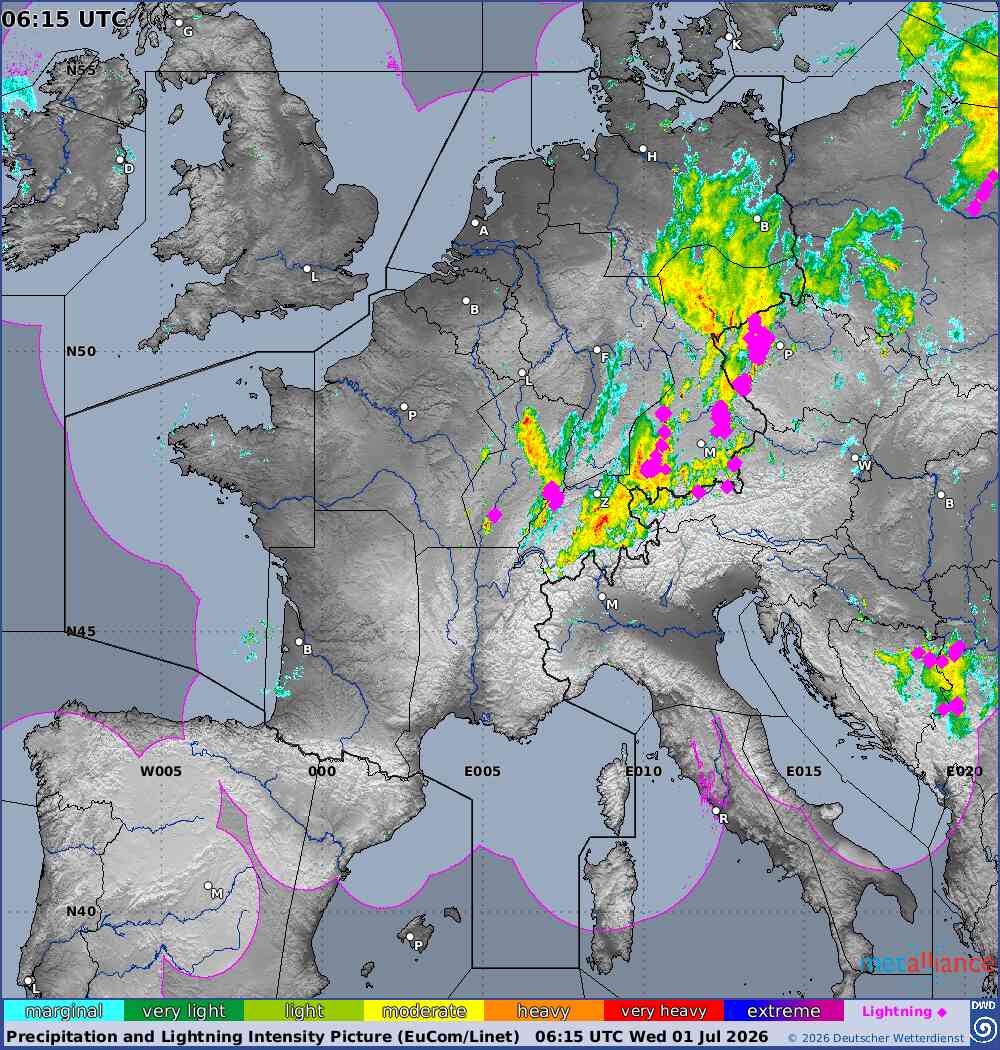 06:15 UTC
G
K
N55
H
D
B
A
L
B
N50
F
P
L
P
M
W
Z
B
M
N45
B
W005
000
E005
E010
E015
E020
R
M
N40
P
metalliance
L
marginal very light light moderate heavy very heavy extreme Lightning
DWD
Precipitation and Lightning Intensity Picture (EuCom/Linet) 06:15 UTC Wed 01 Jul 2026 © 2026 Deutscher Wetterdienst